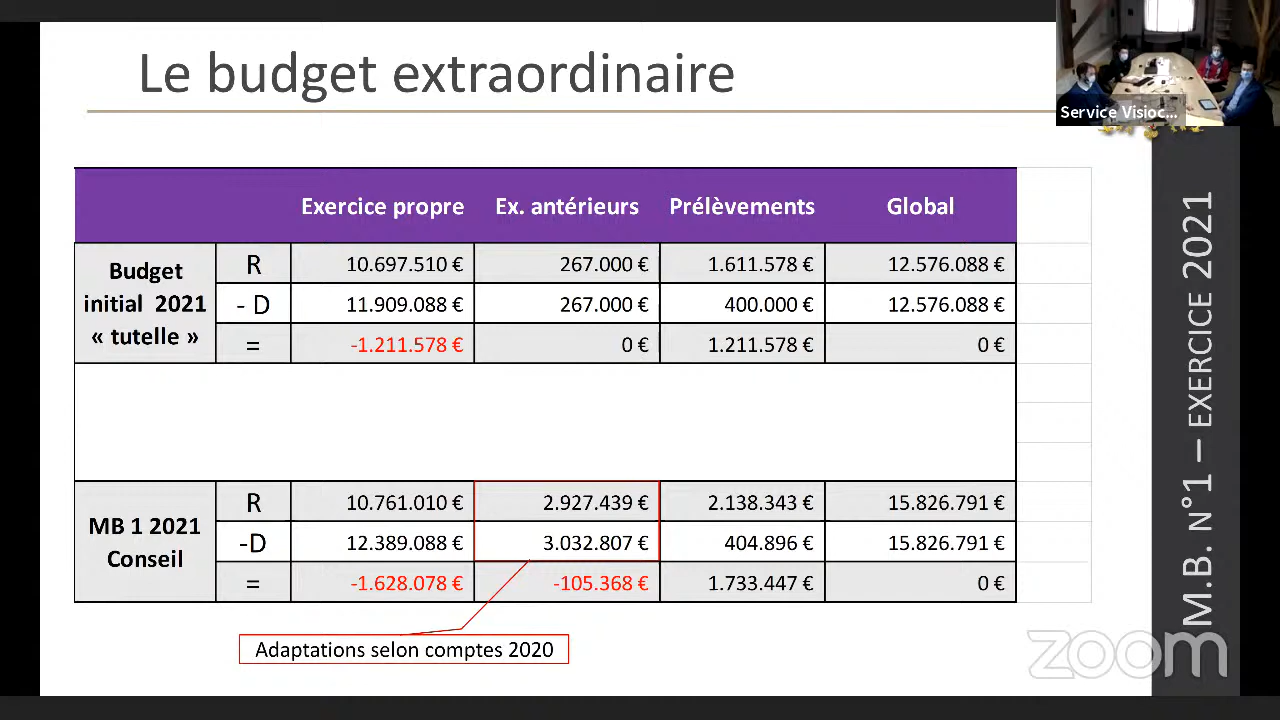 Le budget extraordinaire
Service Visioc...
Exercice propre Ex. antérieurs Prélèvements Global
Budget initial 2021 « tutelle »
R 10.697.510 € 267.000 € 1.611.578 € 12.576.088 €
- D 11.909.088 € 267.000 € 400.000 € 12.576.088 €
= -1.211.578 € 0 € 1.211.578 € 0 €
MB 1 2021 Conseil
R 10.761.010 € 2.927.439 € 2.138.343 € 15.826.791 €
-D 12.389.088 € 3.032.807 € 404.896 € 15.826.791 €
= -1.628.078 € -105.368 € 1.733.447 € 0 €
Adaptations selon comptes 2020
M.B. N°1 – EXERCICE 2021
zoom